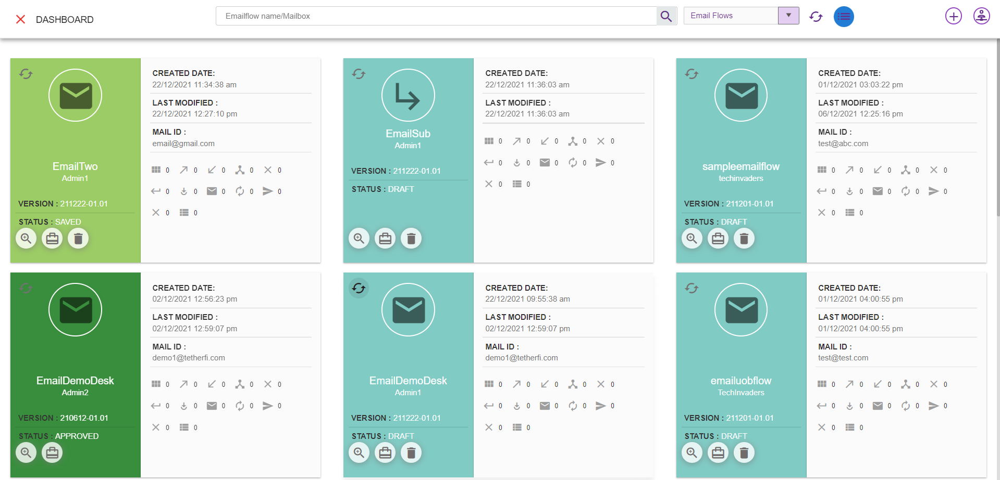 DASHBOARD
Emailflow name/Mailbox
Email Flows
EmailTwo
Admin1
VERSION : 211222-01.01
STATUS : SAVED
CREATED DATE:
22/12/2021 11:34:38 am
LAST MODIFIED :
22/12/2021 12:27:10 pm
MAIL ID :
email@gmail.com
0 0 0 0 0
0 0 0 0 0
0 0
EmailSub
Admin1
VERSION : 211222-01.01
STATUS : DRAFT
CREATED DATE:
22/12/2021 11:36:03 am
LAST MODIFIED :
22/12/2021 11:36:03 am
0 0 0 0 0
0 0 0 0 0
0 0
sampleemailflow
techinvaders
VERSION : 211201-01.01
STATUS : DRAFT
CREATED DATE:
01/12/2021 03:03:22 pm
LAST MODIFIED :
06/12/2021 12:25:16 pm
MAIL ID :
test@abc.com
0 0 0 0 0
0 0 0 0 0
0 0
EmailDemoDesk
Admin2
VERSION : 210612-01.01
STATUS : APPROVED
CREATED DATE:
02/12/2021 12:56:23 pm
LAST MODIFIED :
02/12/2021 12:59:07 pm
MAIL ID :
demo1@tetherfi.com
0 0 0 0 0
0 0 0 0 0
0 0
EmailDemoDesk
Admin1
VERSION : 211222-01.01
STATUS : DRAFT
CREATED DATE:
22/12/2021 09:55:38 am
LAST MODIFIED :
02/12/2021 12:59:07 pm
MAIL ID :
demo1@tetherfi.com
0 0 0 0 0
0 0 0 0 0
0 0
emailuobflow
TechInvaders
VERSION : 211201-01.01
STATUS : DRAFT
CREATED DATE:
01/12/2021 04:00:55 pm
LAST MODIFIED :
01/12/2021 04:00:55 pm
MAIL ID :
test@test.com
0 0 0 0 0
0 0 0 0 0
0 0